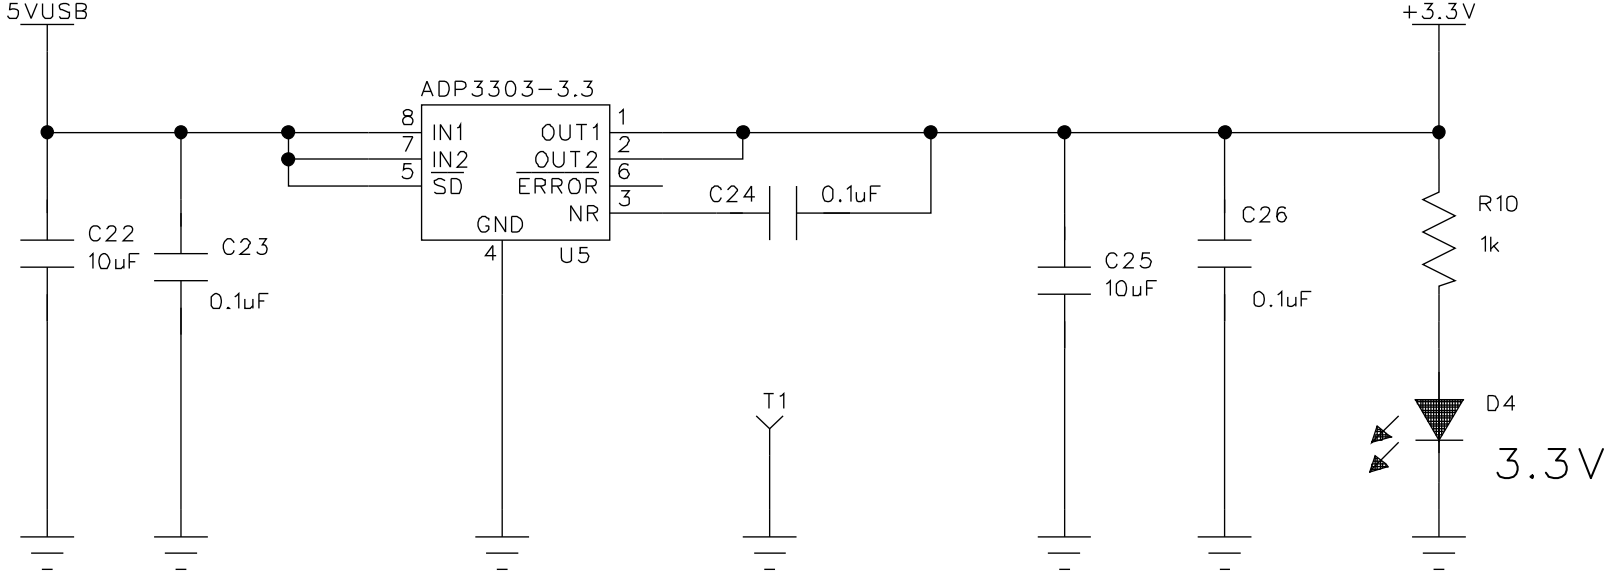 5VUSB
+3.3V
ADP3303-3.3
8 IN1 OUT1 1
7 IN2 OUT2 2
5 SD ERROR 6
NR 3
GND
4 U5
C22
10uF
C23
0.1uF
C24 0.1uF
C25
10uF
C26
0.1uF
R10
1k
T1
D4
3.3V